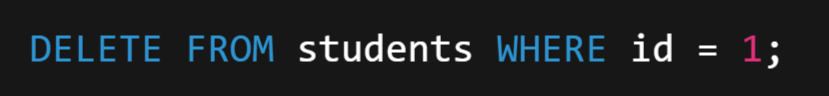 DELETE FROM students WHERE id = 1;